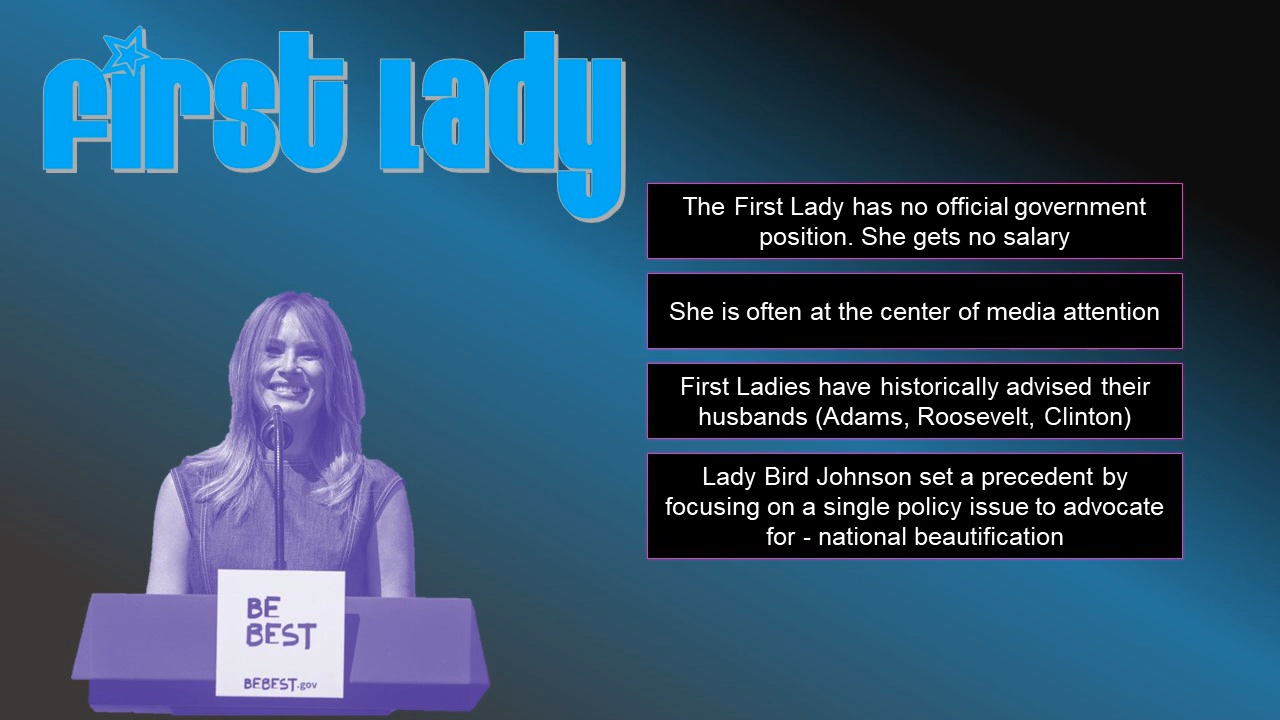 First Lady
The First Lady has no official government
position. She gets no salary
She is often at the center of media attention
First Ladies have historically advised their
husbands (Adams, Roosevelt, Clinton)
Lady Bird Johnson set a precedent by
focusing on a single policy issue to advocate
for - national beautification
BE
BEST
BEBEST.gov